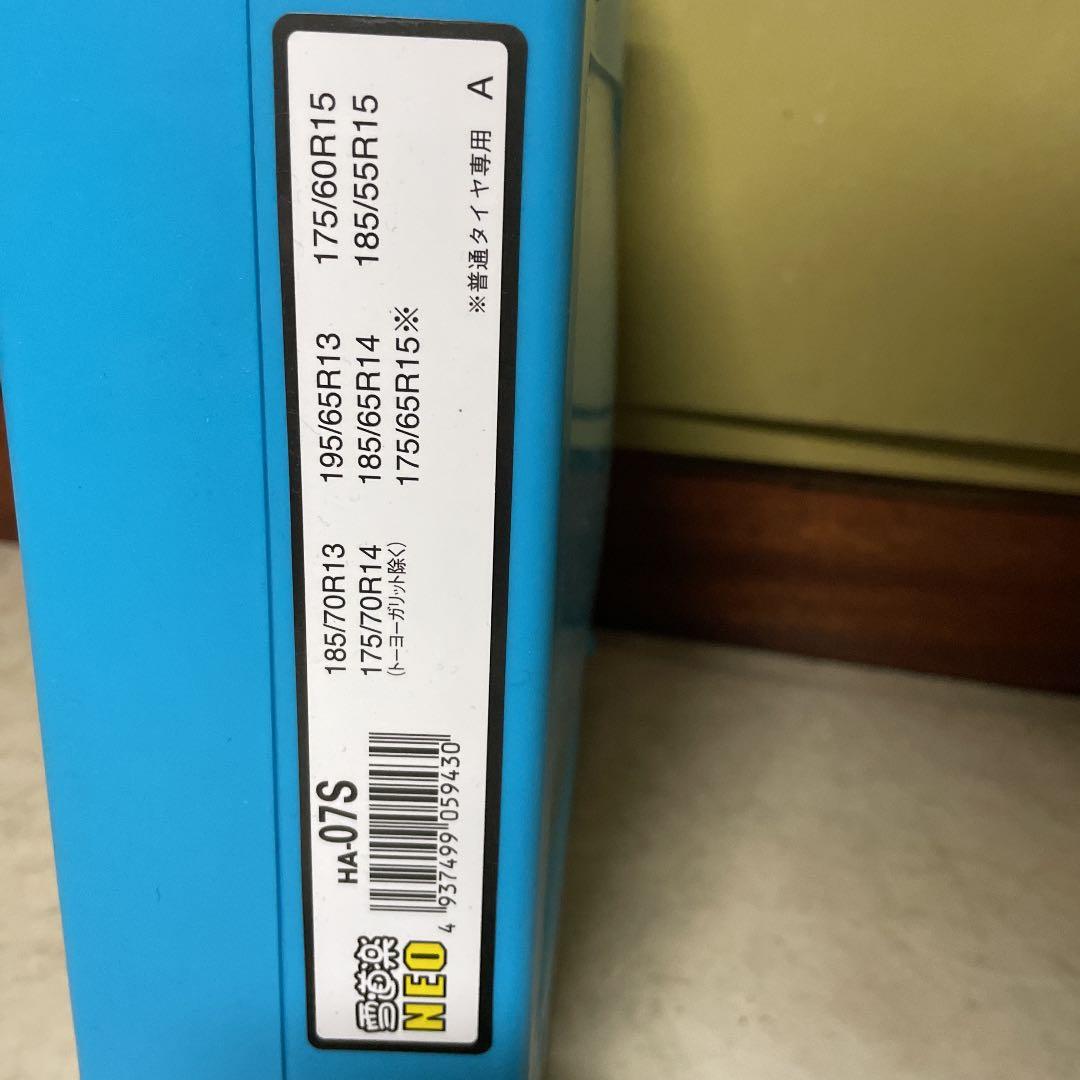 雪道楽
NEO
HA-07S
4 937499 059430
185/70R13
175/70R14
(トーヨーガリット除く)
195/65R13
185/65R14
175/65R15※
175/60R15
185/55R15
※普通タイヤ専用 A